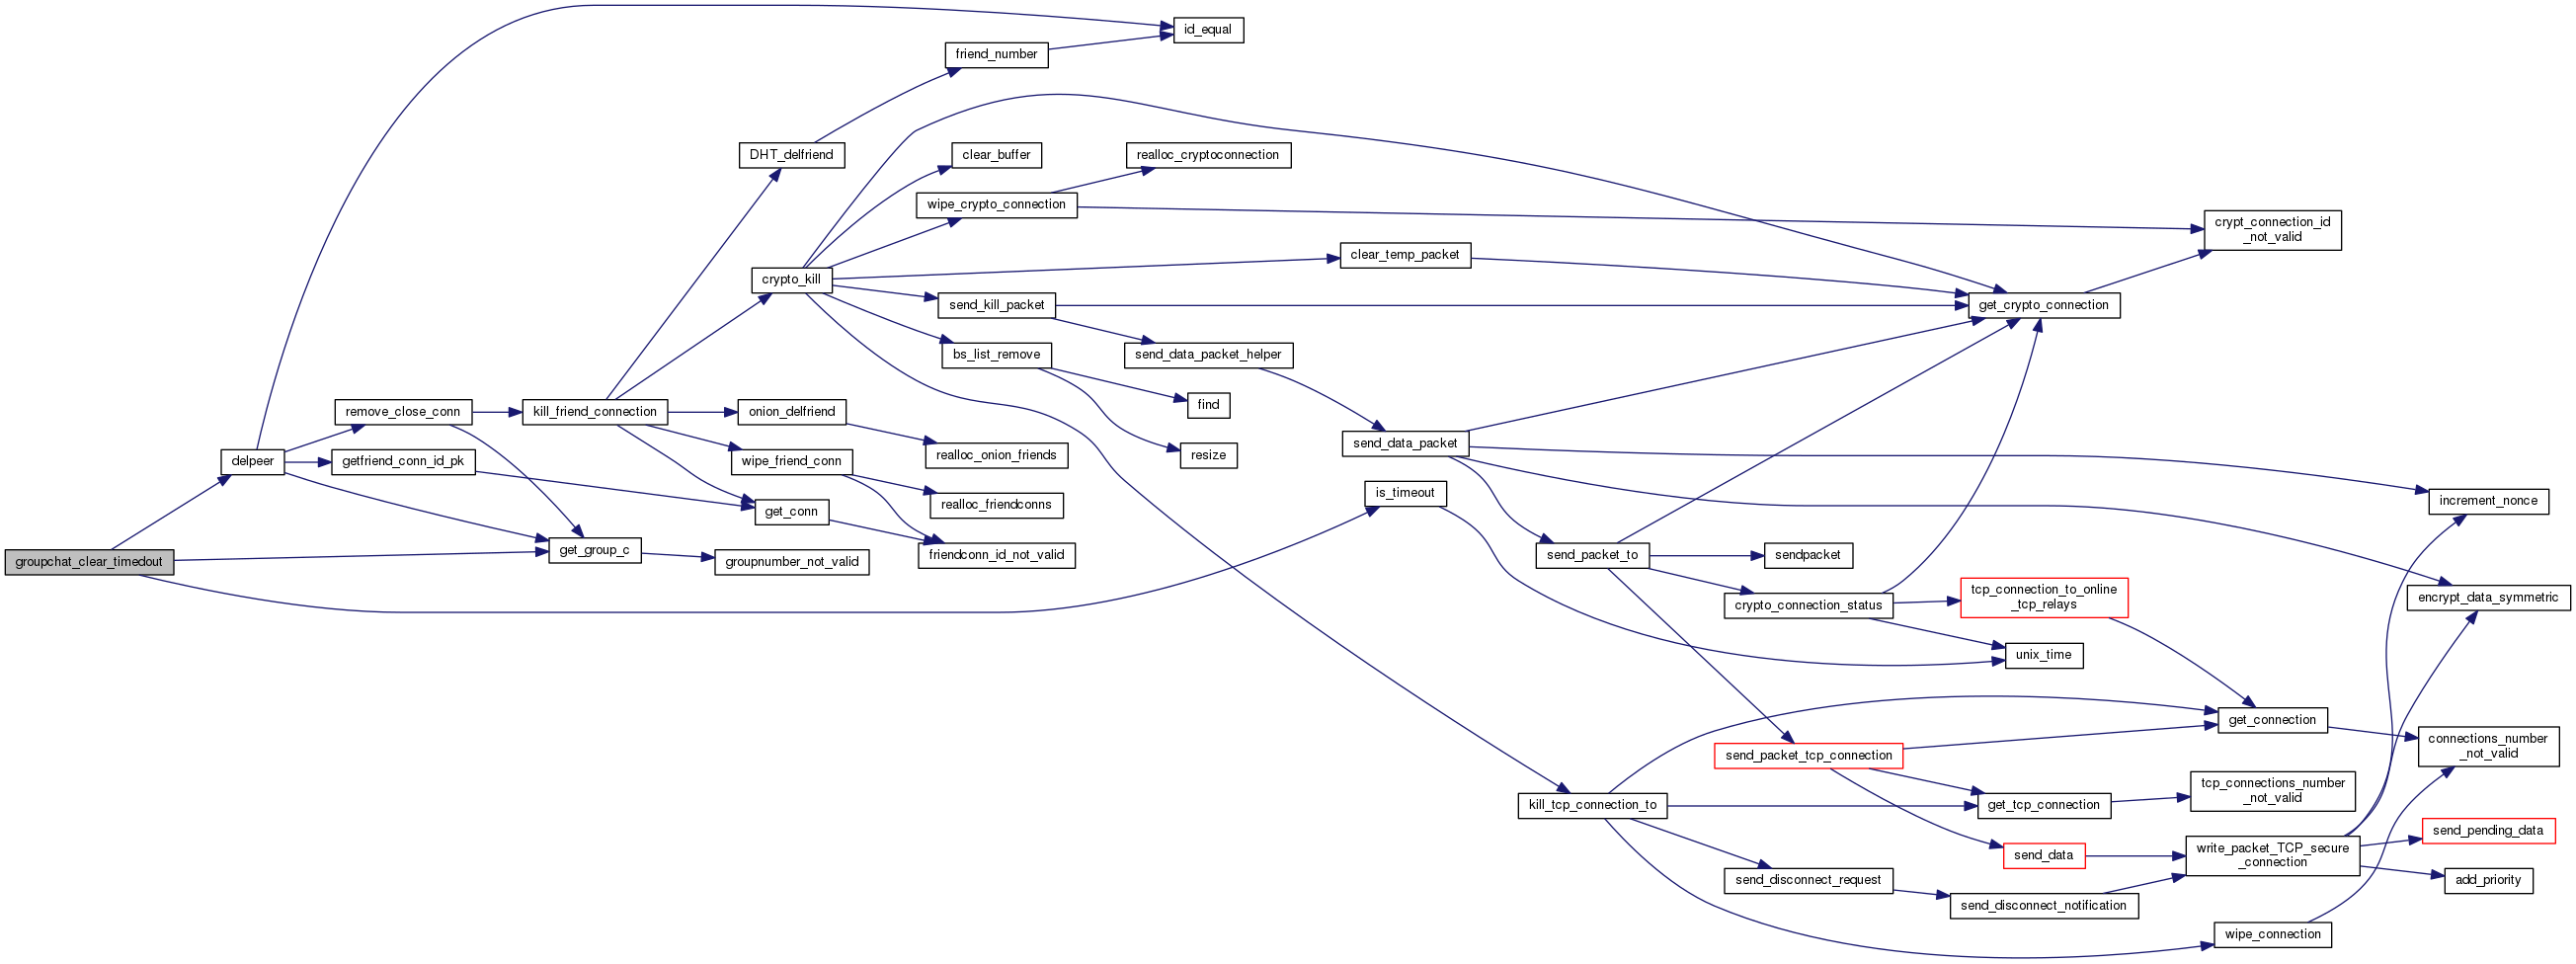 id_equal
friend_number
DHT_delfriend
clear_buffer
realloc_cryptoconnection
wipe_crypto_connection
crypt_connection_id
_not_valid
clear_temp_packet
crypto_kill
send_kill_packet
get_crypto_connection
bs_list_remove
send_data_packet_helper
find
remove_close_conn
kill_friend_connection
onion_delfriend
send_data_packet
realloc_onion_friends
resize
delpeer
getfriend_conn_id_pk
wipe_friend_conn
is_timeout
increment_nonce
realloc_friendconns
get_conn
get_group_c
friendconn_id_not_valid
send_packet_to
sendpacket
groupchat_clear_timedout
groupnumber_not_valid
tcp_connection_to_online
_tcp_relays
crypto_connection_status
encrypt_data_symmetric
unix_time
get_connection
connections_number
_not_valid
send_packet_tcp_connection
tcp_connections_number
_not_valid
kill_tcp_connection_to
get_tcp_connection
send_pending_data
send_data
write_packet_TCP_secure
_connection
send_disconnect_request
add_priority
send_disconnect_notification
wipe_connection